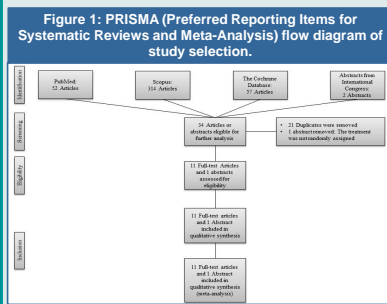 Figure 1: PRISMA (Preferred Reporting Items for
Systematic Reviews and Meta-Analysis) flow diagram of
study selection.
Identification
PubMed:
52 Articles
Scopus:
314 Articles
The Cochrane
Database:
57 Articles
Abstracts from
International
Congress:
2 Abstracts
Screening
34 Articles or
abstracts eligible for
further analysis
• 21 Duplicates were removed
• 1 abstract removed: The treatment
was not randomly assigned
Eligibility
11 Full-text Articles
and 1 abstracts
assessed for
eligibility
Inclusion
11 Full-text articles
and 1 Abstract
included in
qualitative synthesis
11 Full-text articles
and 1 Abstract
included in
qualitative synthesis
(meta-analysis)